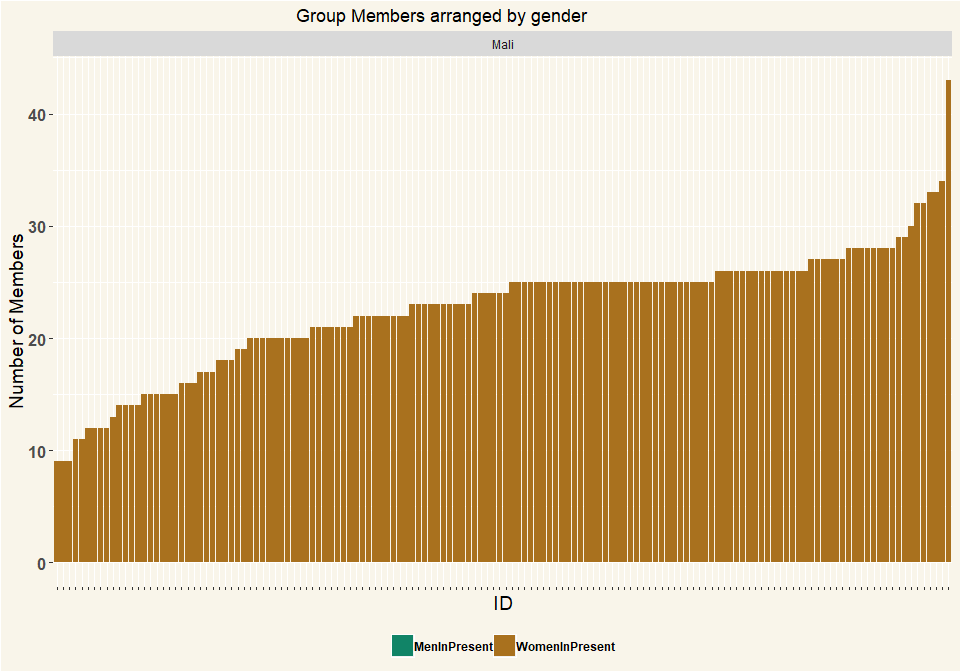 Group Members arranged by gender
Mali
Number of Members
40
30
20
10
0
ID
MenInPresent WomenInPresent